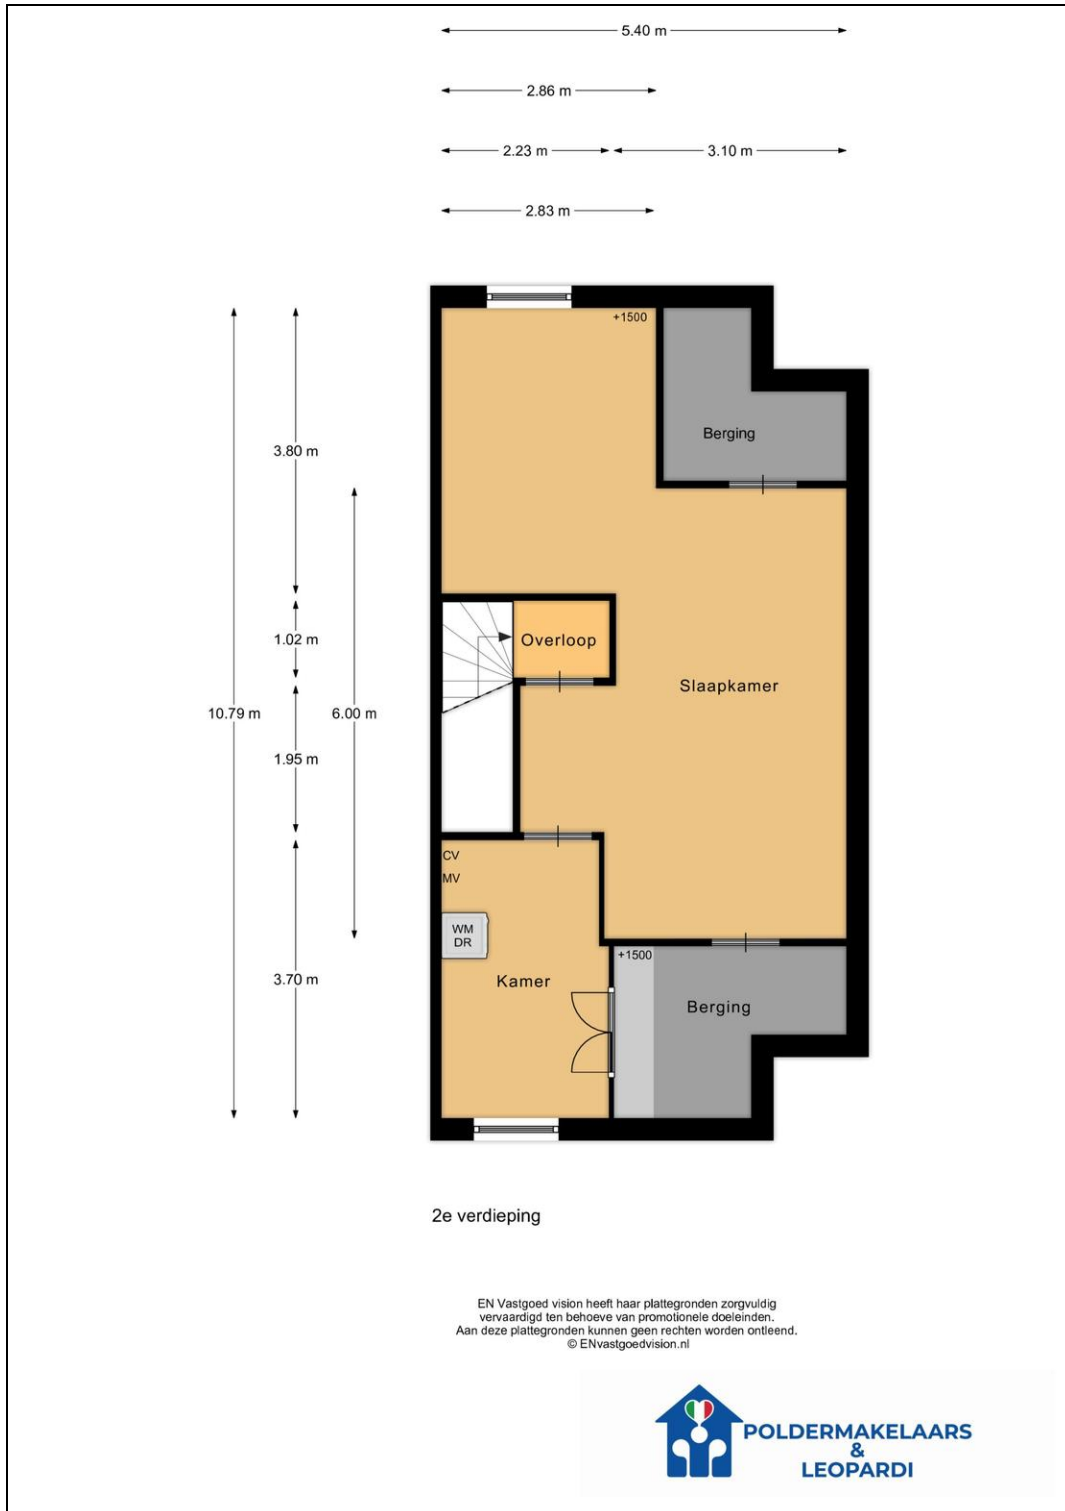 5.40 m
2.86 m
2.23 m
3.10 m
2.83 m
+1500
Berging
3.80 m
1.02 m
Overloop
Slaapkamer
10.79 m
6.00 m
1.95 m
CV
MV
WM
DR
+1500
3.70 m
Kamer
Berging
2e verdieping
EN Vastgoed vision heeft haar plattegronden zorgvuldig
vervaardigd ten behoeve van promotionele doeleinden.
Aan deze plattegronden kunnen geen rechten worden ontleend.
© ENvastgoedvision.nl
POLDERMAKELAARS
&
LEOPARDI